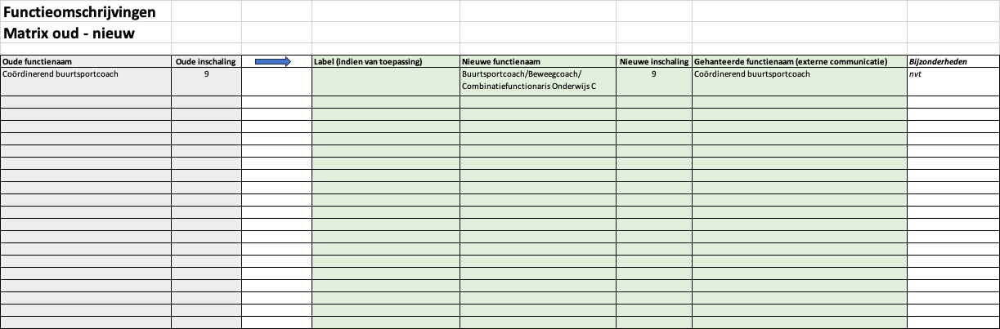 Functieomschrijvingen
Matrix oud - nieuw
Oude functienaam Oude inschaling Label (indien van toepassing) Nieuwe functienaam Nieuwe inschaling Gehanteerde functienaam (externe communicatie) Bijzonderheden
Coördinerend buurtsportcoach 9 Buurtsportcoach/Beweegcoach/ 9 Coördinerend buurtsportcoach nvt
Combinatiefunctionaris Onderwijs C